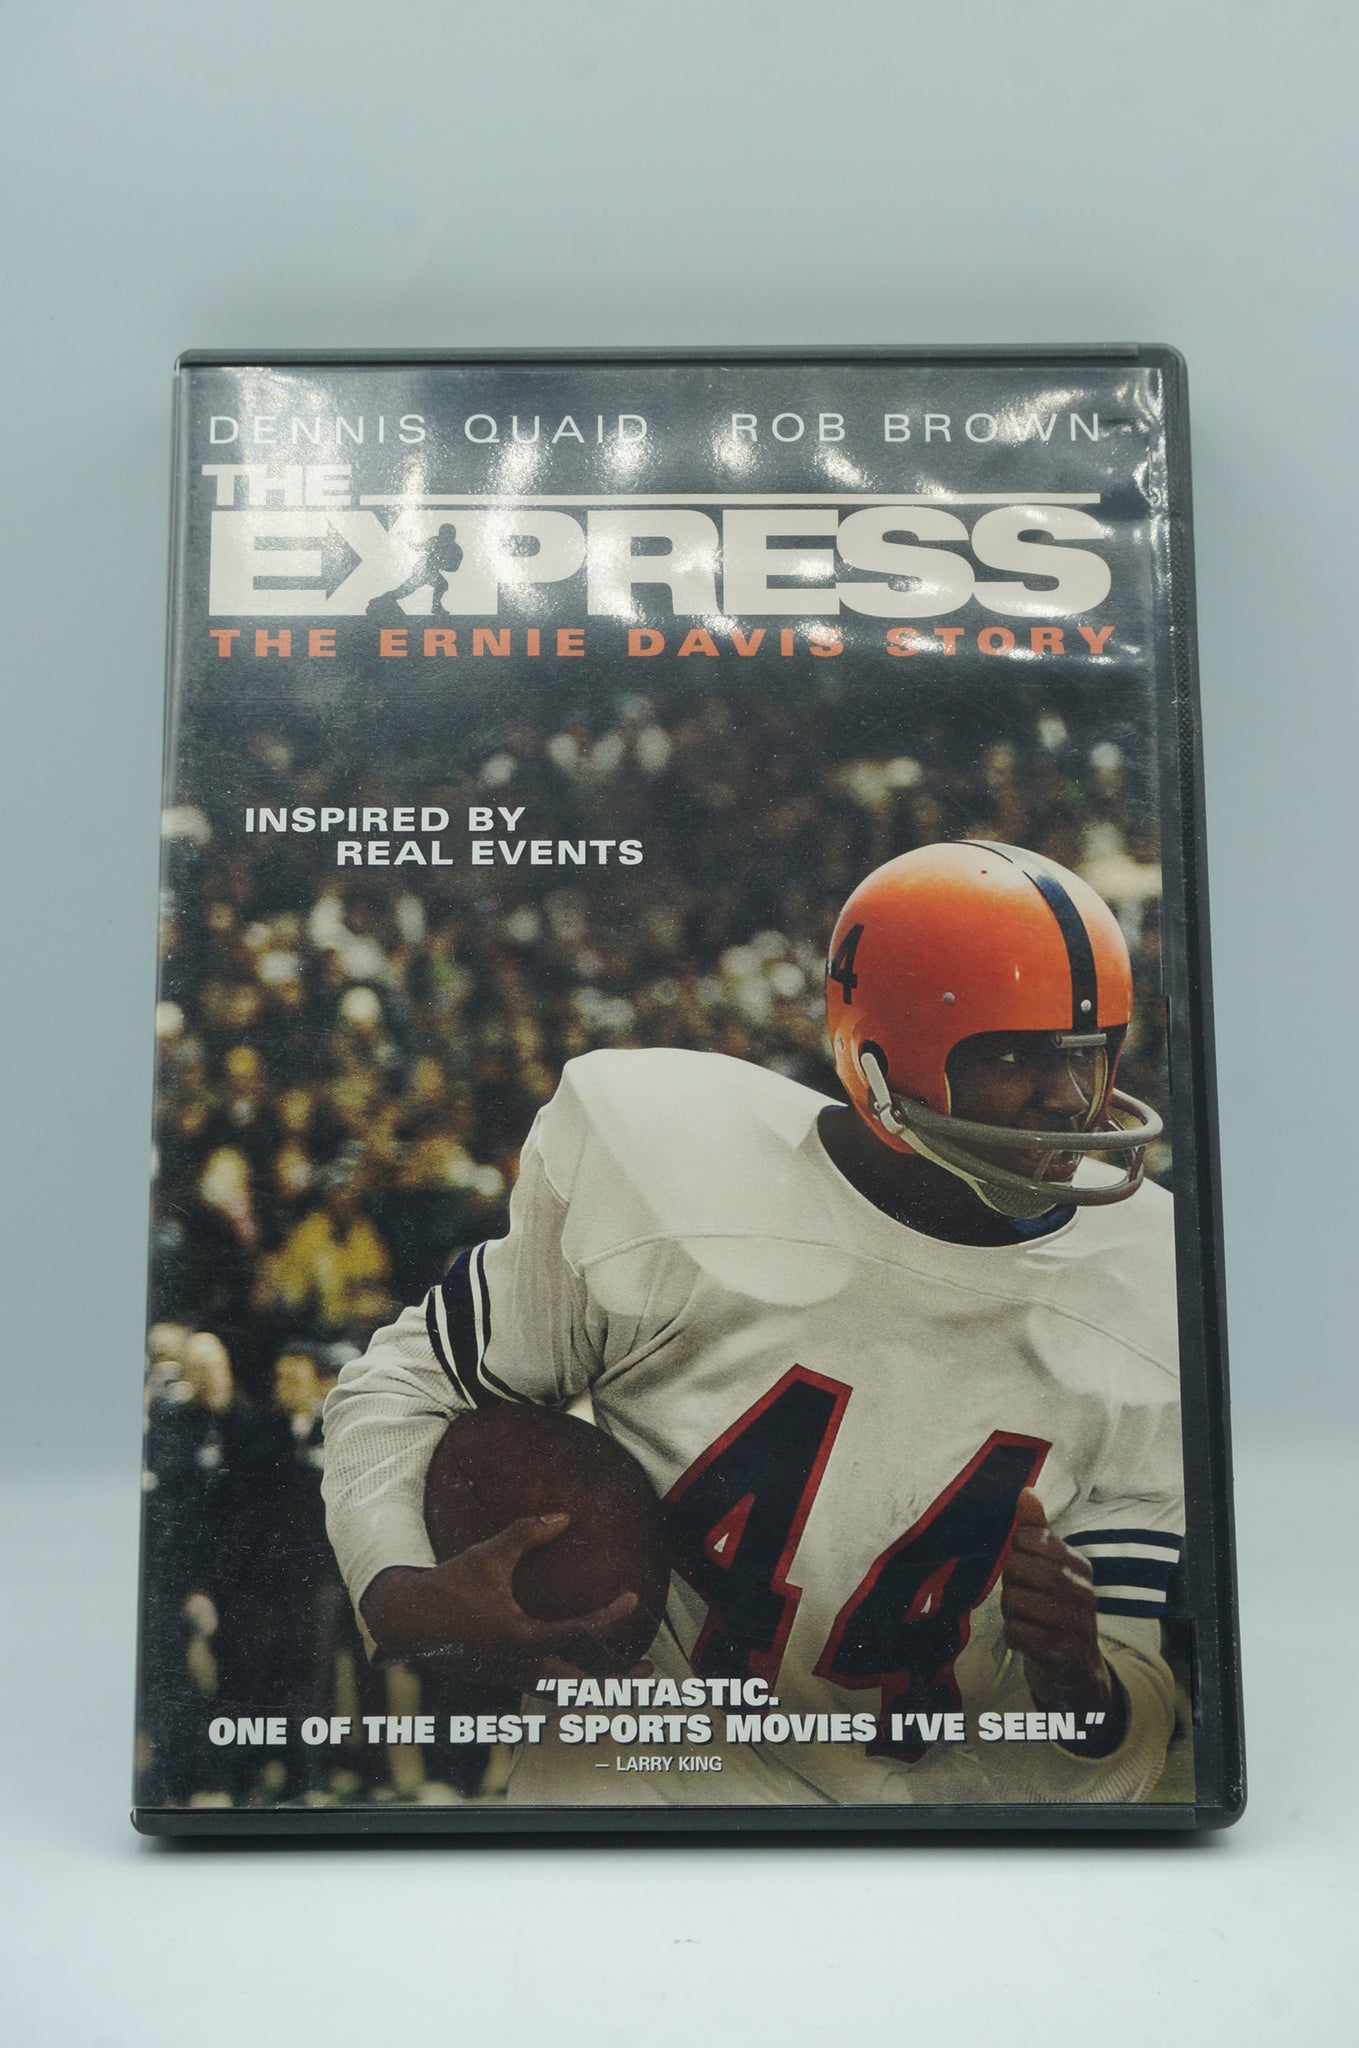 DENNIS QUAID ROB BROWN
THE
EXPRESS
THE ERNIE DAVIS STORY
INSPIRED BY
REAL EVENTS
4
44
“FANTASTIC.
ONE OF THE BEST SPORTS MOVIES I'VE SEEN.”
– LARRY KING